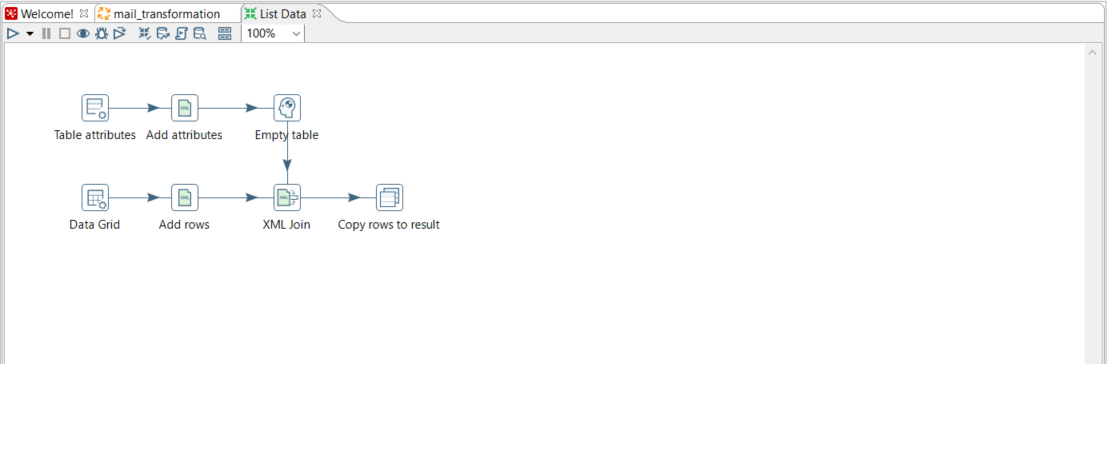 Welcome! mail_transformation List Data
100%
Table attributes Add attributes Empty table
Data Grid Add rows XML Join Copy rows to result